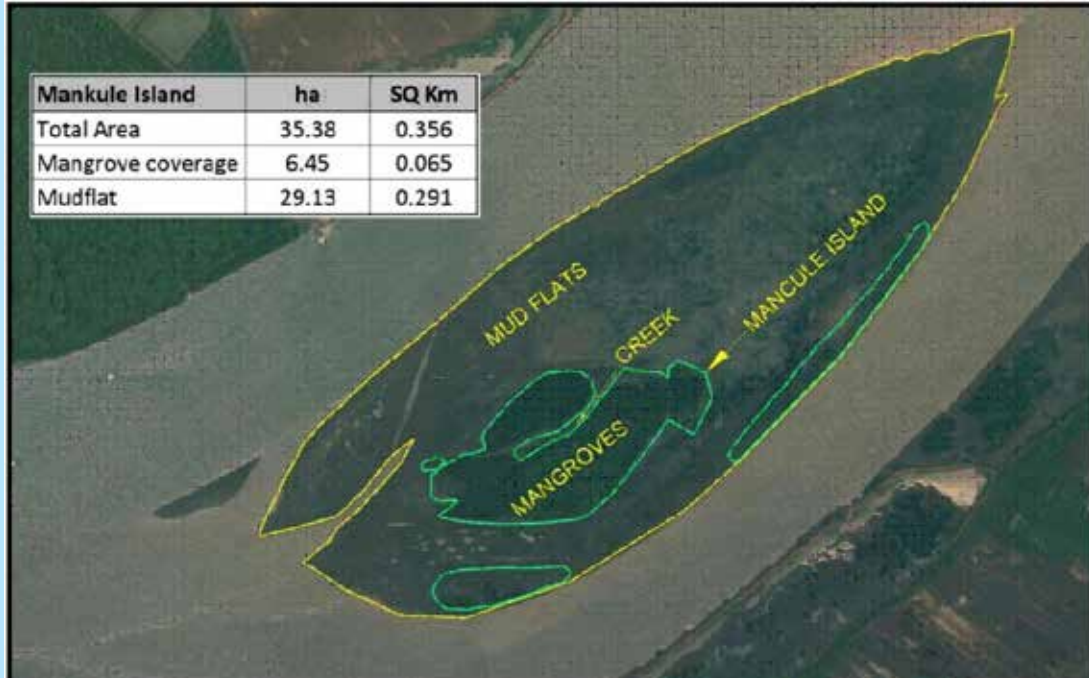 Mankule Island ha SQ Km
Total Area 35.38 0.356
Mangrove coverage 6.45 0.065
Mudflat 29.13 0.291
MUD FLATS
CREEK
MANCULE ISLAND
MANGROVES